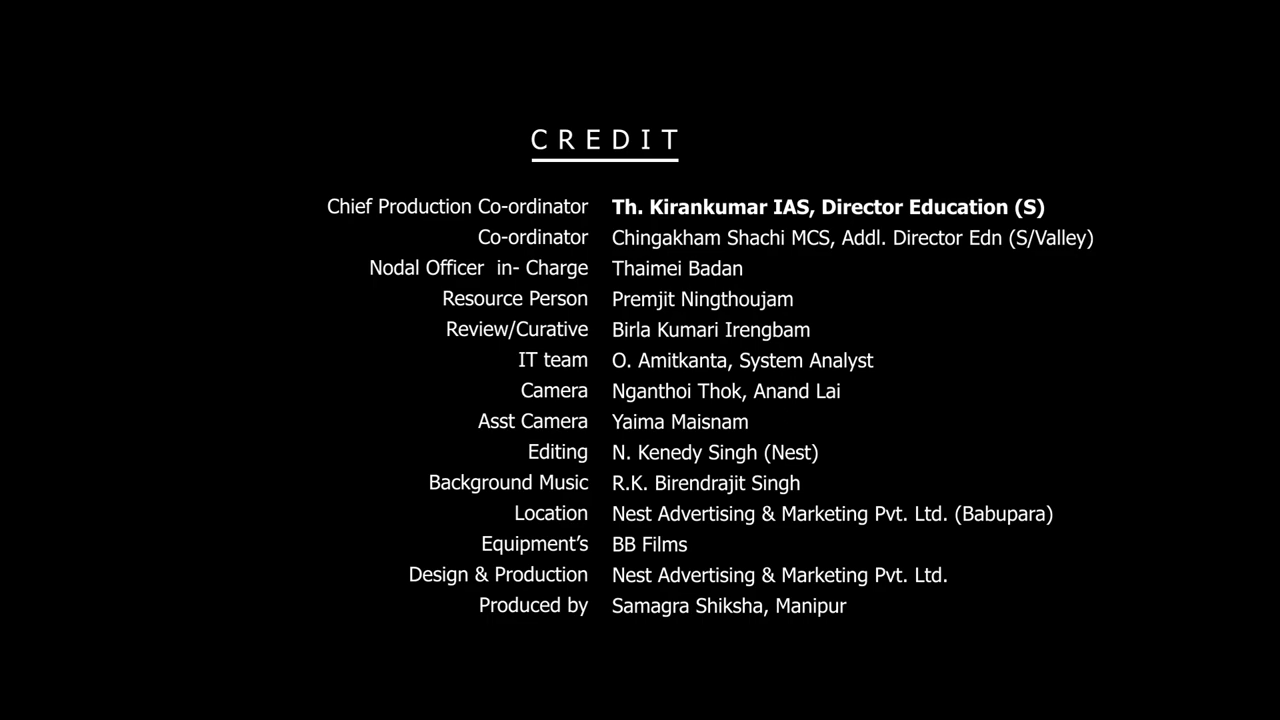 CREDIT
Chief Production Co-ordinator Th. Kirankumar IAS, Director Education (S)
Co-ordinator Chingakham Shachi MCS, Addl. Director Edn (S/Valley)
Nodal Officer in- Charge Thaimei Badan
Resource Person Premjit Ningthoujam
Review/Curative Birla Kumari Irengbam
IT team O. Amitkanta, System Analyst
Camera Nganthoi Thok, Anand Lai
Asst Camera Yaima Maisnam
Editing N. Kenedy Singh (Nest)
Background Music R.K. Birendrajit Singh
Location Nest Advertising & Marketing Pvt. Ltd. (Babupara)
Equipment’s BB Films
Design & Production Nest Advertising & Marketing Pvt. Ltd.
Produced by Samagra Shiksha, Manipur